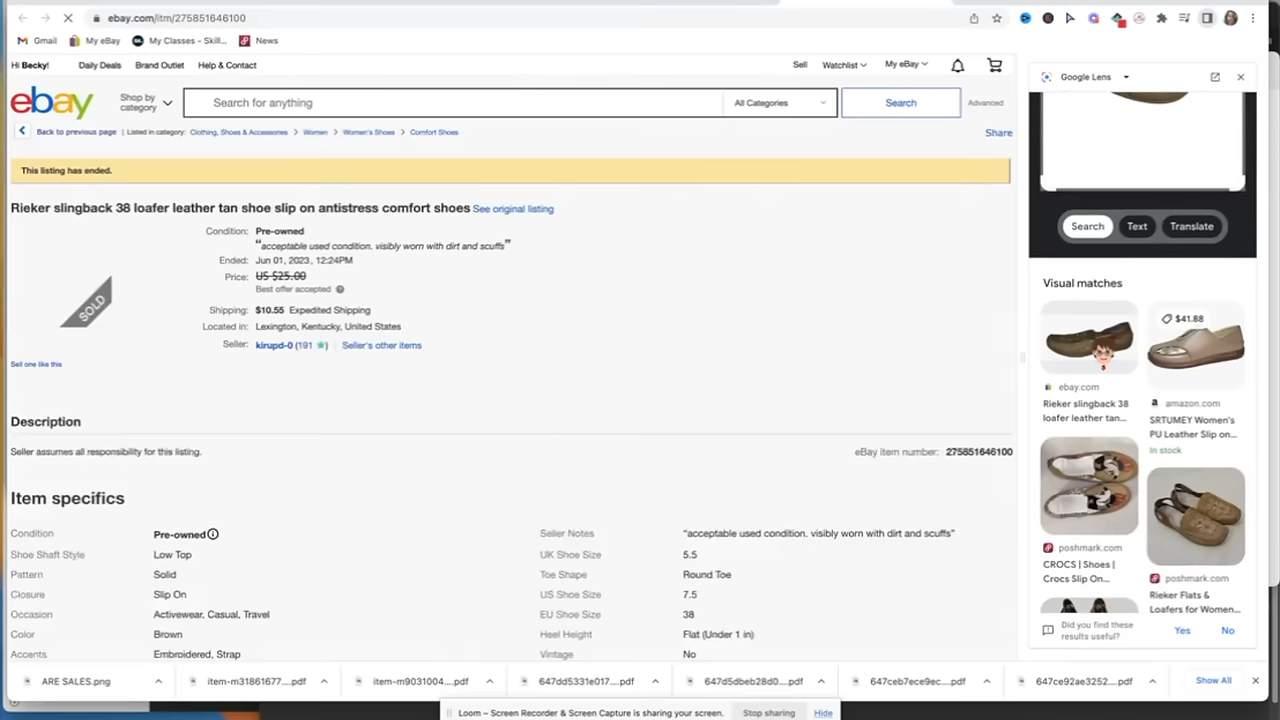 ebay.com/itm/275851646100
Gmail My eBay My Classes - Skill... News
Hi Becky! Daily Deals Brand Outlet Help & Contact Sell Watchlist My eBay
ebay Shop by category Search for anything All Categories Search Advanced
Back to previous page | Listed in category: Clothing, Shoes & Accessories > Women > Women's Shoes > Comfort Shoes Share
This listing has ended.
Rieker slingback 38 loafer leather tan shoe slip on antistress comfort shoes See original listing
Condition: Pre-owned
“acceptable used condition. visibly worn with dirt and scuffs”
Ended: Jun 01, 2023, 12:24PM
Price: US $25.00
Best offer accepted
SOLD
Shipping: $10.55 Expedited Shipping
Located in: Lexington, Kentucky, United States
Seller: kirupd-0 (191 ) | Seller's other items
Sell one like this
Description
Seller assumes all responsibility for this listing. eBay item number: 275851646100
Item specifics
Condition Pre-owned Seller Notes “acceptable used condition. visibly worn with dirt and scuffs”
Shoe Shaft Style Low Top UK Shoe Size 5.5
Pattern Solid Toe Shape Round Toe
Closure Slip On US Shoe Size 7.5
Occasion Activewear, Casual, Travel EU Shoe Size 38
Color Brown Heel Height Flat (Under 1 in)
Accents Embroidered, Strap Vintage No
Google Lens
Search Text Translate
Visual matches
ebay.com
Rieker slingback 38
loafer leather tan...
$41.88
amazon.com
SRTUMEY Women's
PU Leather Slip on...
In stock
poshmark.com
CROCS | Shoes |
Crocs Slip On...
poshmark.com
Rieker Flats &
Loafers for Women...
Did you find these
results useful? Yes No
ARE SALES.png item-m31861677....pdf item-m9031004....pdf 647dd5331e017....pdf 647d5dbeb28d0....pdf 647ceb7ece9ec....pdf 647ce92ae3252....pdf Show All
Loom – Screen Recorder & Screen Capture is sharing your screen. Stop sharing Hide